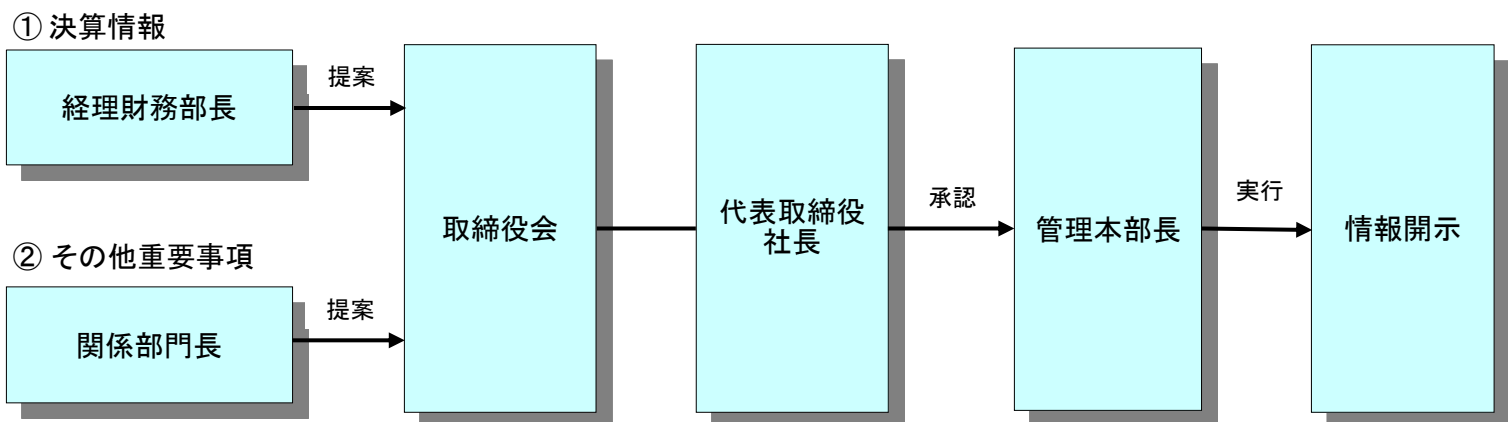 ① 決算情報
経理財務部長
提案
② その他重要事項
関係部門長
提案
取締役会
代表取締役
社長
承認
管理本部長
実行
情報開示